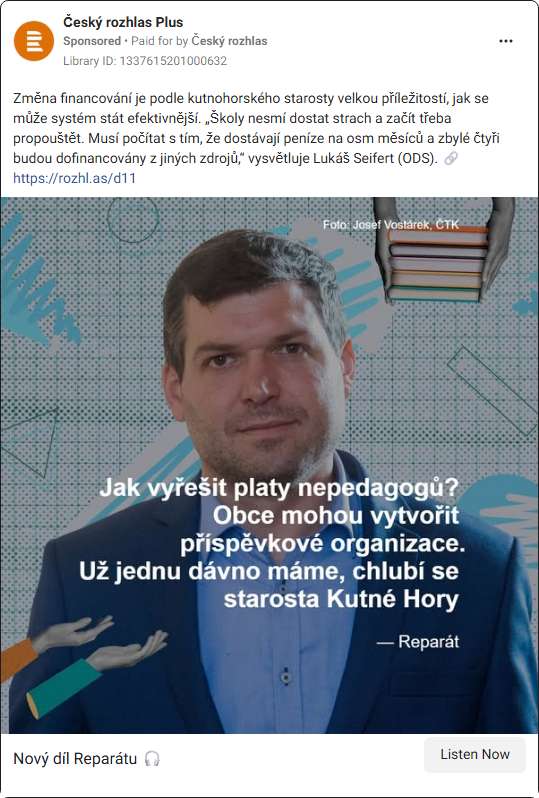 Český rozhlas Plus
Sponsored • Paid for by Český rozhlas
Library ID: 1337615201000632
Změna financování je podle kutnohorského starosty velkou příležitostí, jak se
může systém stát efektivnější. „Školy nesmí dostat strach a začít třeba
propouštět. Musí počítat s tím, že dostávají peníze na osm měsíců a zbylé čtyři
budou dofinancovány z jiných zdrojů,“ vysvětluje Lukáš Seifert (ODS). 🔗
https://rozhl.as/d11
Foto: Josef Vostárek, ČTK
Jak vyřešit platy nepedagogů?
Obce mohou vytvořit
příspěvkové organizace.
Už jednu dávno máme, chlubí se
starosta Kutné Hory
— Reparát
Nový díl Reparátu 🎧
Listen Now